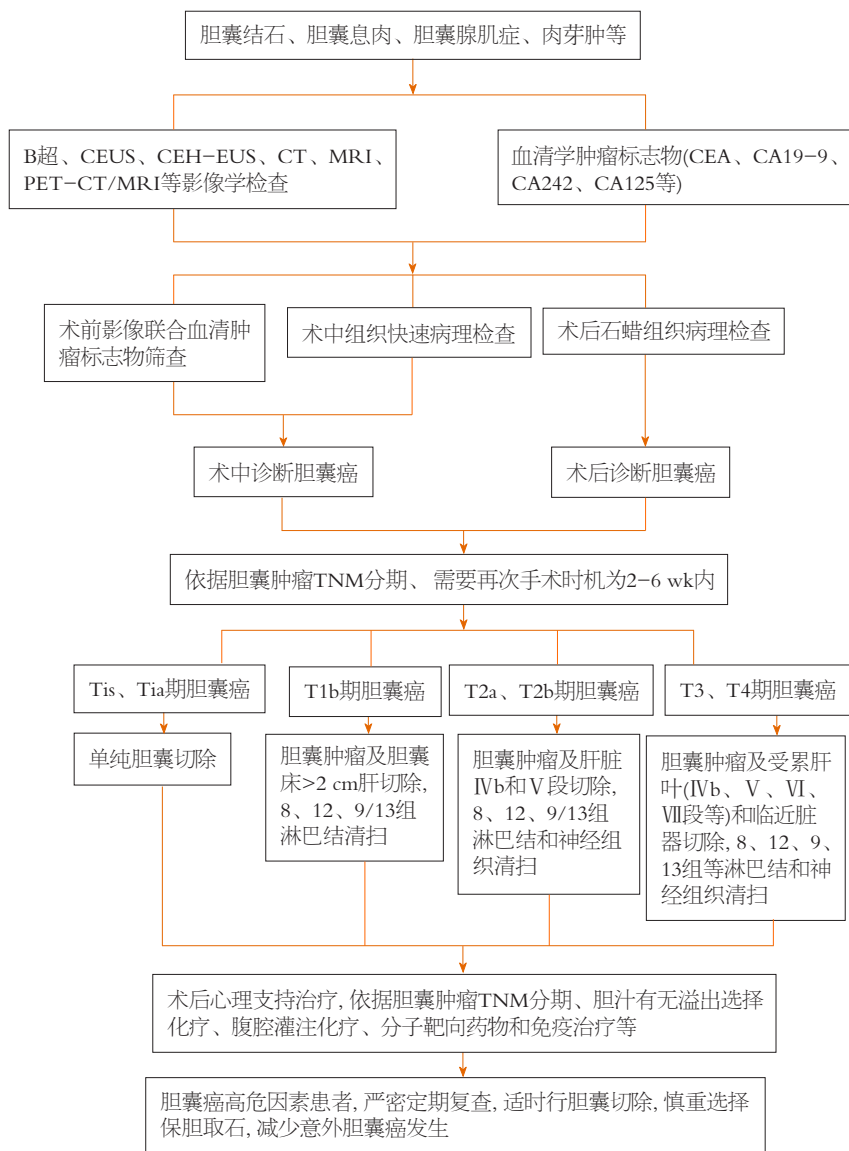 胆囊结石、胆囊息肉、胆囊腺肌症、肉芽肿等
B超、CEUS、CEH-EUS、CT、MRI、
PET-CT/MRI等影像学检查
血清学肿瘤标志物(CEA、CA19-9、
CA242、CA125等)
术前影像联合血清肿
瘤标志物筛查
术中组织快速病理检查
术后石蜡组织病理检查
术中诊断胆囊癌
术后诊断胆囊癌
依据胆囊肿瘤TNM分期、 需要再次手术时机为2-6 wk内
Tis、Tia期胆囊癌
T1b期胆囊癌
T2a、T2b期胆囊癌
T3、T4期胆囊癌
单纯胆囊切除
胆囊肿瘤及胆囊
床>2 cm肝切除,
8、12、9/13组
淋巴结清扫
胆囊肿瘤及肝脏
Ⅳb和Ⅴ段切除,
8、12、9/13组
淋巴结和神经组
织清扫
胆囊肿瘤及受累肝
叶(Ⅳb、Ⅴ、Ⅵ、
Ⅶ段等)和临近脏
器切除, 8、12、9、
13组等淋巴结和神
经组织清扫
术后心理支持治疗, 依据胆囊肿瘤TNM分期、胆汁有无溢出选择
化疗、腹腔灌注化疗、分子靶向药物和免疫治疗等
胆囊癌高危因素患者, 严密定期复查, 适时行胆囊切除, 慎重选择
保胆取石, 减少意外胆囊癌发生